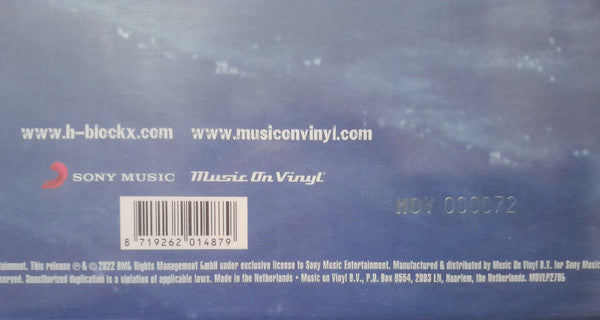 www.h-blockx.com www.musiconvinyl.com
SONY MUSIC Music On Vinyl
MOV 000072
8 719262 014879
tainment. This release ℗ & © 2022 BMG Rights Management GmbH under exclusive license to Sony Music Entertainment. Manufactured & distributed by Music On Vinyl B.V. for Sony Music
served. Unauthorized duplication is a violation of applicable laws. Made in the Netherlands • Music on Vinyl B.V., P.O. Box 9554, 2003 LN, Haarlem, the Netherlands. MOVLP2786